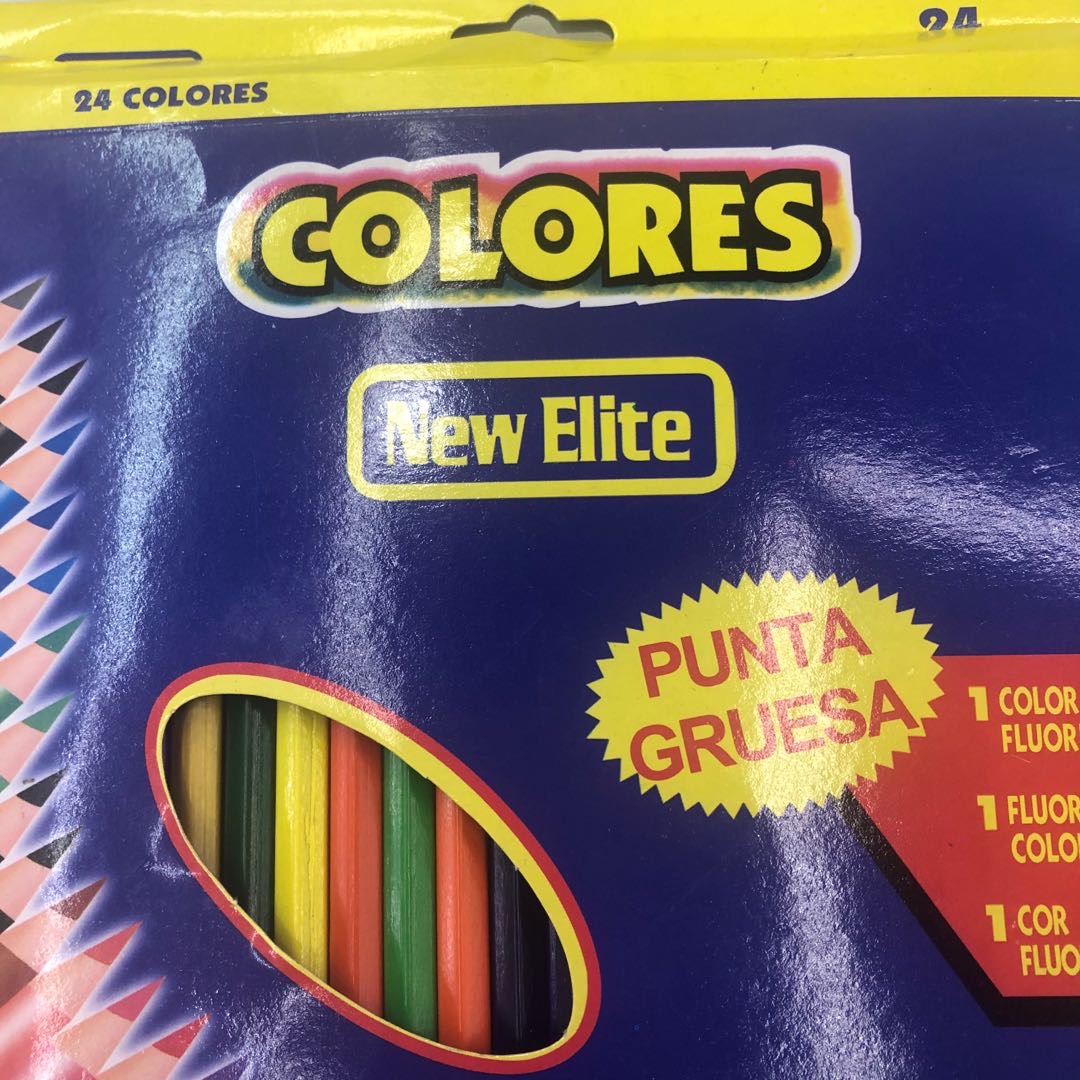 24
24 COLORES
COLORES
New Elite
PUNTA
GRUESA
1 COLOR
FLUOR
1 FLUOR
COLO
1 COR
FLUO